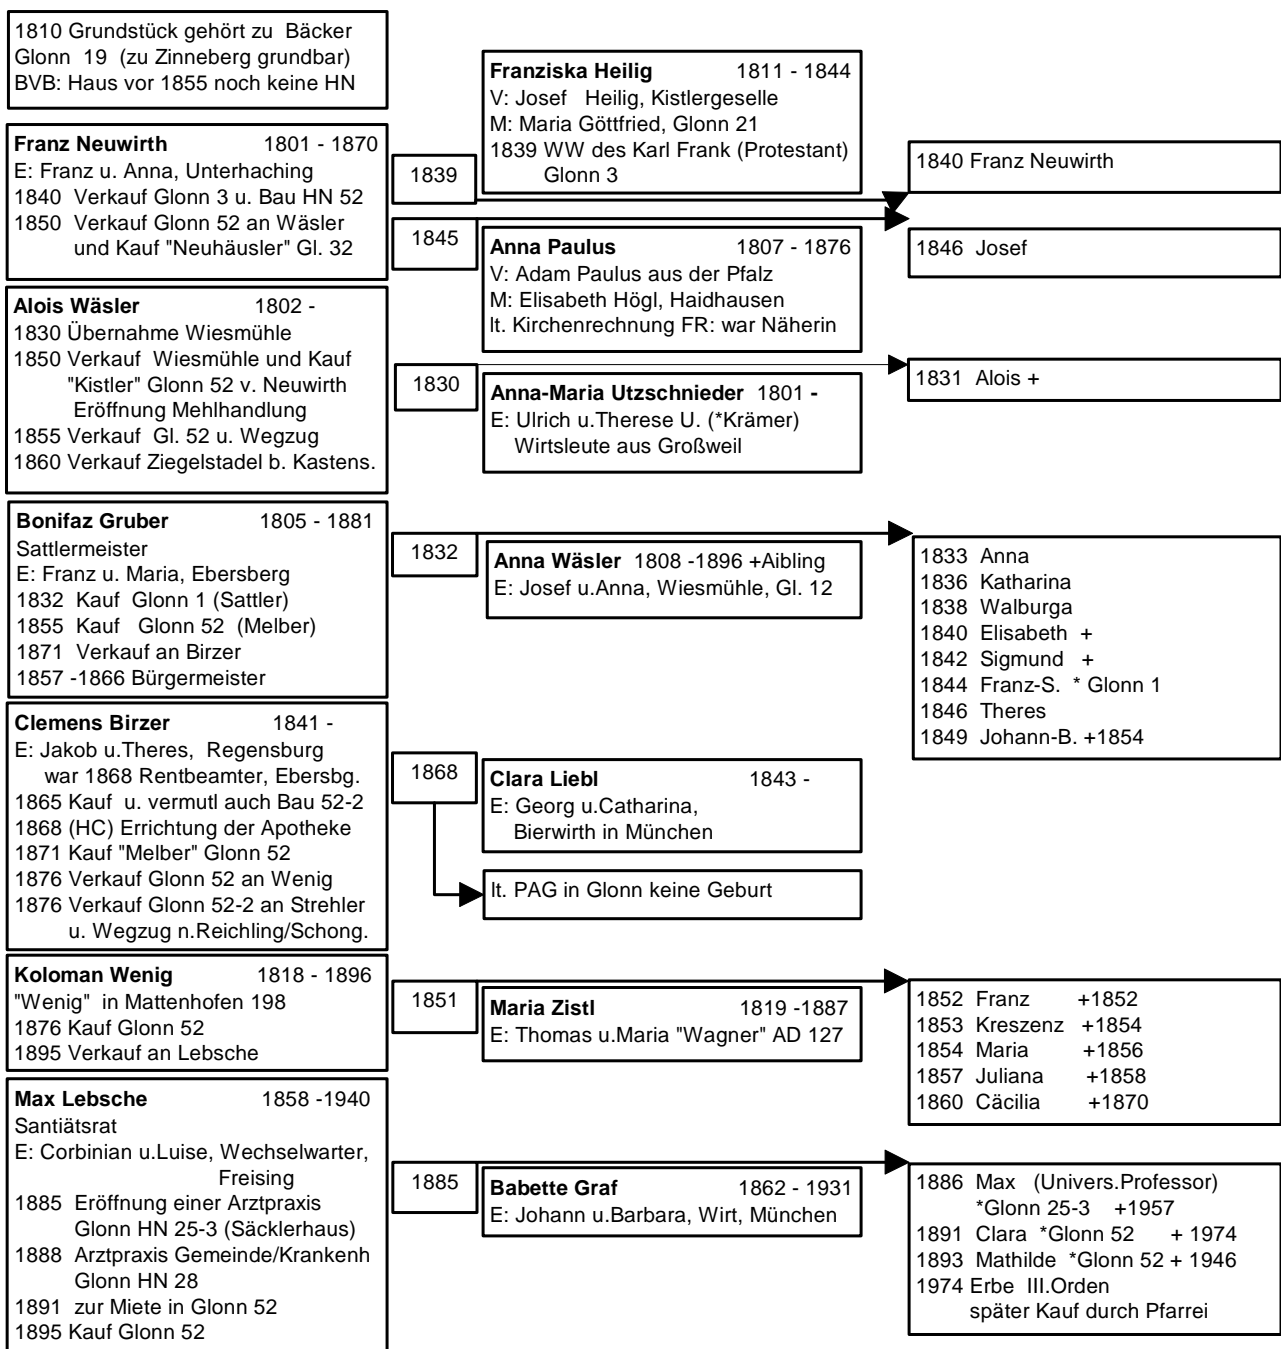 1810 Grundstück gehört zu Bäcker
Glonn 19 (zu Zinneberg grundbar)
BVB: Haus vor 1855 noch keine HN
Franz Neuwirth 1801 - 1870
E: Franz u. Anna, Unterhaching
1840 Verkauf Glonn 3 u. Bau HN 52
1850 Verkauf Glonn 52 an Wäsler
und Kauf "Neuhäusler" Gl. 32
1839
Franziska Heilig 1811 - 1844
V: Josef Heilig, Kistlergeselle
M: Maria Göttfried, Glonn 21
1839 WW des Karl Frank (Protestant)
Glonn 3
1840 Franz Neuwirth
1845
Anna Paulus 1807 - 1876
V: Adam Paulus aus der Pfalz
M: Elisabeth Högl, Haidhausen
lt. Kirchenrechnung FR: war Näherin
1846 Josef
Alois Wäsler 1802 -
1830 Übernahme Wiesmühle
1850 Verkauf Wiesmühle und Kauf
"Kistler" Glonn 52 v. Neuwirth
Eröffnung Mehlhandlung
1855 Verkauf Gl. 52 u. Wegzug
1860 Verkauf Ziegelstadel b. Kastens.
1830
Anna-Maria Utzschnieder 1801 -
E: Ulrich u.Therese U. (*Krämer)
Wirtsleute aus Großweil
1831 Alois +
Bonifaz Gruber 1805 - 1881
Sattlermeister
E: Franz u. Maria, Ebersberg
1832 Kauf Glonn 1 (Sattler)
1855 Kauf Glonn 52 (Melber)
1871 Verkauf an Birzer
1857 -1866 Bürgermeister
1832
Anna Wäsler 1808 -1896 +Aibling
E: Josef u.Anna, Wiesmühle, Gl. 12
1833 Anna
1836 Katharina
1838 Walburga
1840 Elisabeth +
1842 Sigmund +
1844 Franz-S. * Glonn 1
1846 Theres
1849 Johann-B. +1854
Clemens Birzer 1841 -
E: Jakob u.Theres, Regensburg
war 1868 Rentbeamter, Ebersbg.
1865 Kauf u. vermutl auch Bau 52-2
1868 (HC) Errichtung der Apotheke
1871 Kauf "Melber" Glonn 52
1876 Verkauf Glonn 52 an Wenig
1876 Verkauf Glonn 52-2 an Strehler
u. Wegzug n.Reichling/Schong.
1868
Clara Liebl 1843 -
E: Georg u.Catharina,
Bierwirth in München
lt. PAG in Glonn keine Geburt
Koloman Wenig 1818 - 1896
"Wenig" in Mattenhofen 198
1876 Kauf Glonn 52
1895 Verkauf an Lebsche
1851
Maria Zistl 1819 -1887
E: Thomas u.Maria "Wagner" AD 127
1852 Franz +1852
1853 Kreszenz +1854
1854 Maria +1856
1857 Juliana +1858
1860 Cäcilia +1870
Max Lebsche 1858 -1940
Santiätsrat
E: Corbinian u.Luise, Wechselwarter,
Freising
1885 Eröffnung einer Arztpraxis
Glonn HN 25-3 (Säcklerhaus)
1888 Arztpraxis Gemeinde/Krankenh
Glonn HN 28
1891 zur Miete in Glonn 52
1895 Kauf Glonn 52
1885
Babette Graf 1862 - 1931
E: Johann u.Barbara, Wirt, München
1886 Max (Univers.Professor)
*Glonn 25-3 +1957
1891 Clara *Glonn 52 + 1974
1893 Mathilde *Glonn 52 + 1946
1974 Erbe III.Orden
später Kauf durch Pfarrei